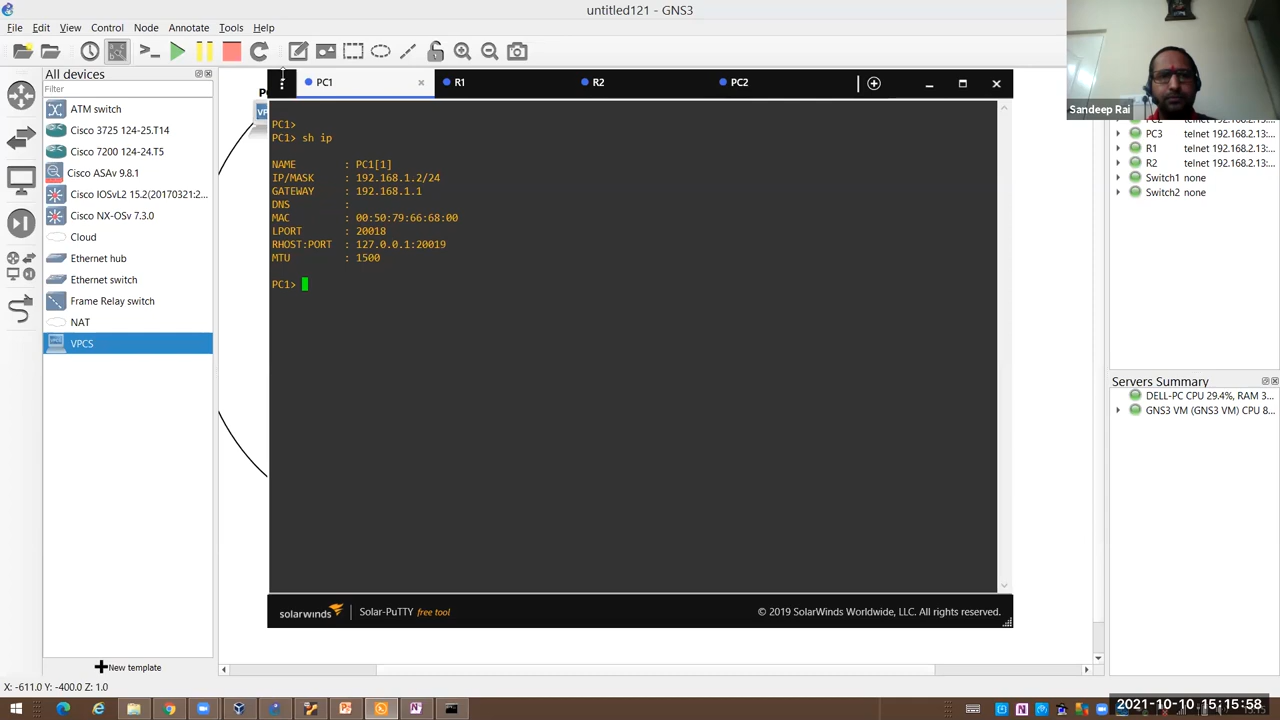 untitled121 - GNS3
File Edit View Control Node Annotate Tools Help
All devices
Filter
ATM switch
Cisco 3725 124-25.T14
Cisco 7200 124-24.T5
Cisco ASAv 9.8.1
Cisco IOSvL2 15.2(20170321:2...
Cisco NX-OSv 7.3.0
Cloud
Ethernet hub
Ethernet switch
Frame Relay switch
NAT
VPCS
New template
X: -611.0 Y: -400.0 Z: 1.0
PC1 R1 R2 PC2
PC1>
PC1> sh ip
NAME : PC1[1]
IP/MASK : 192.168.1.2/24
GATEWAY : 192.168.1.1
DNS :
MAC : 00:50:79:66:68:00
LPORT : 20018
RHOST:PORT : 127.0.0.1:20019
MTU : 1500
PC1>
solarwinds Solar-PuTTY free tool
© 2019 SolarWinds Worldwide, LLC. All rights reserved.
Sandeep Rai
PC2 telnet 192.168.2.13:...
PC3 telnet 192.168.2.13:...
R1 telnet 192.168.2.13:...
R2 telnet 192.168.2.13:...
Switch1 none
Switch2 none
Servers Summary
DELL-PC CPU 29.4%, RAM 3...
GNS3 VM (GNS3 VM) CPU 8...
2021-10-10 15:15:58